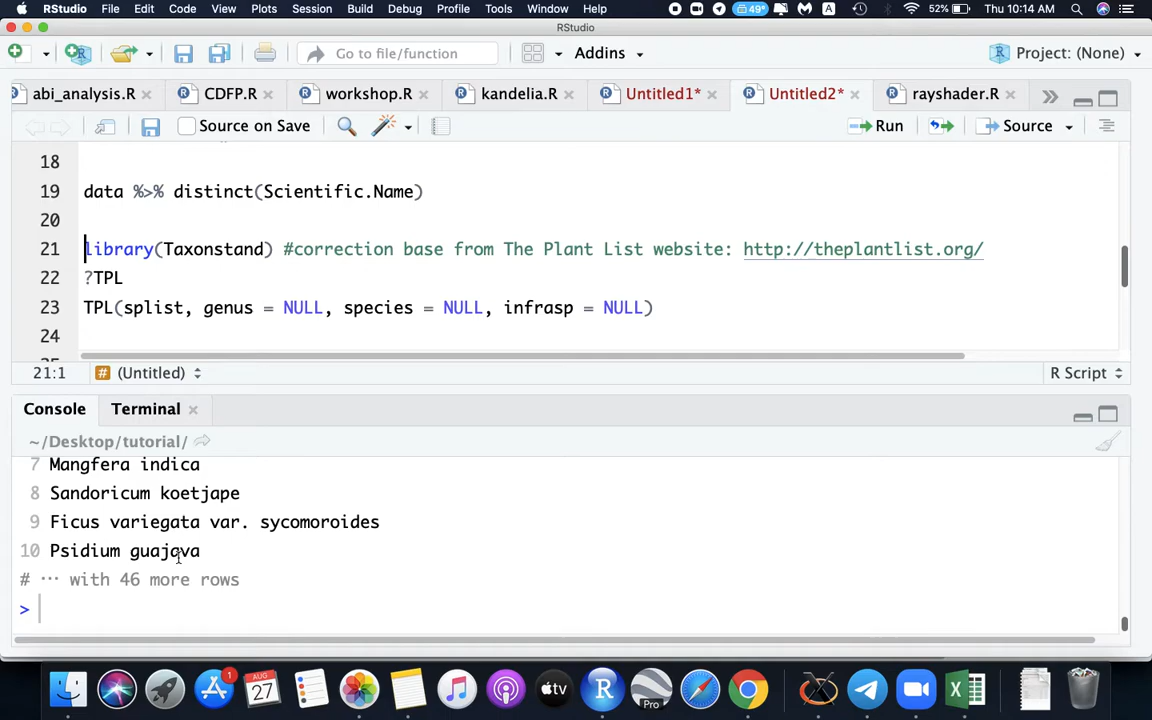 RStudio File Edit Code View Plots Session Build Debug Profile Tools Window Help 49° A 52% Thu 10:14 AM
RStudio
Go to file/function Addins Project: (None)
abi_analysis.R CDFP.R workshop.R kandelia.R Untitled1* Untitled2* rayshader.R
Source on Save Run Source
18
19 data %>% distinct(Scientific.Name)
20
21 library(Taxonstand) #correction base from The Plant List website: http://theplantlist.org/
22 ?TPL
23 TPL(splist, genus = NULL, species = NULL, infrasp = NULL)
24
21:1 # (Untitled) R Script
Console Terminal
~/Desktop/tutorial/
7 Mangfera indica
8 Sandoricum koetjape
9 Ficus variegata var. sycomoroides
10 Psidium guajava
# … with 46 more rows
>
1 AUG 27 tv R Pro X